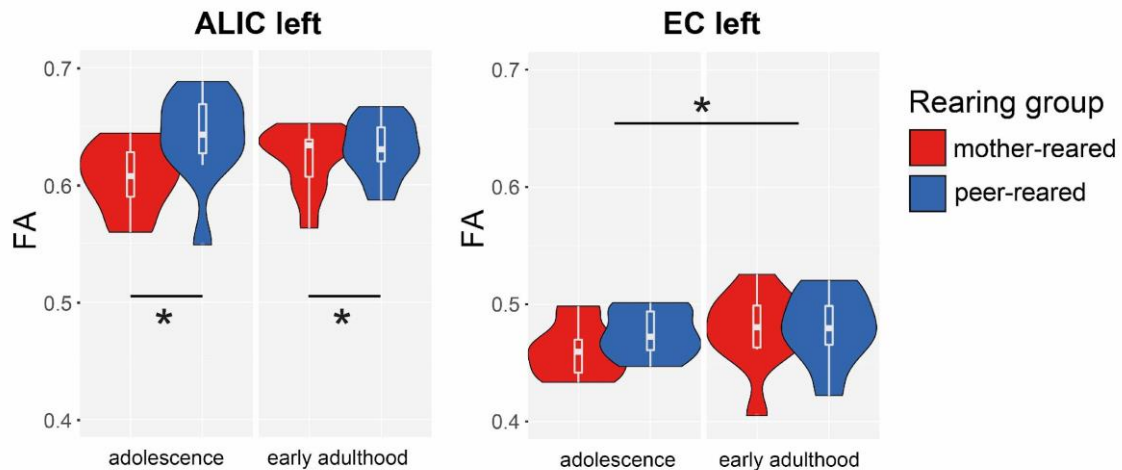 ALIC left
FA
0.7
0.6
0.5
0.4
*
*
adolescence
early adulthood
EC left
FA
0.7
0.6
0.5
0.4
*
adolescence
early adulthood
Rearing group
mother-reared
peer-reared